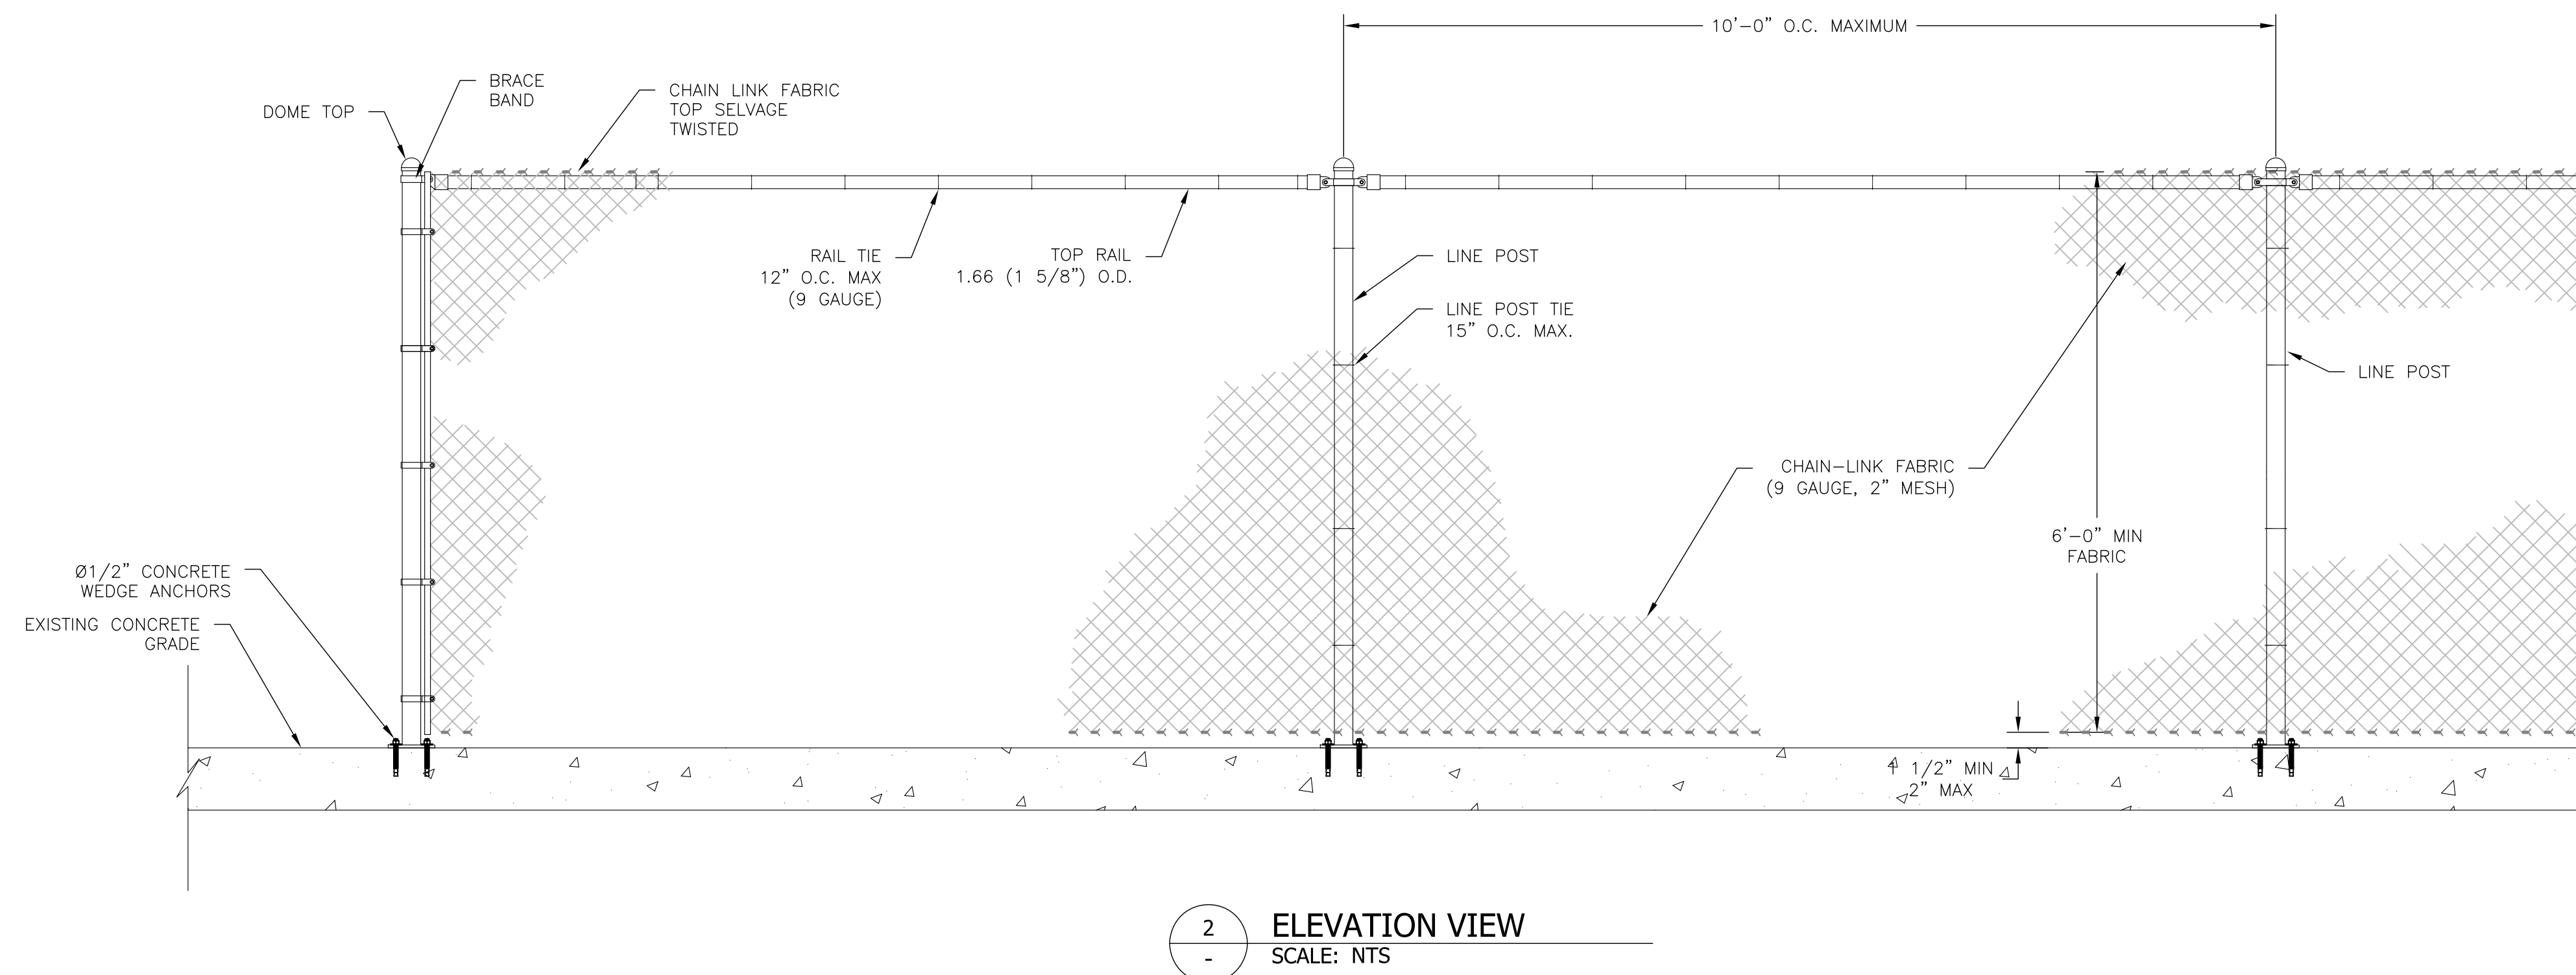 10'-0" O.C. MAXIMUM
BRACE
BAND
DOME TOP
CHAIN LINK FABRIC
TOP SELVAGE
TWISTED
RAIL TIE
12" O.C. MAX
(9 GAUGE)
TOP RAIL
1.66 (1 5/8") O.D.
LINE POST
LINE POST TIE
15" O.C. MAX.
LINE POST
CHAIN-LINK FABRIC
(9 GAUGE, 2" MESH)
6'-0" MIN
FABRIC
Ø1/2" CONCRETE
WEDGE ANCHORS
EXISTING CONCRETE
GRADE
1 1/2" MIN
2" MAX
2
-
ELEVATION VIEW
SCALE: NTS